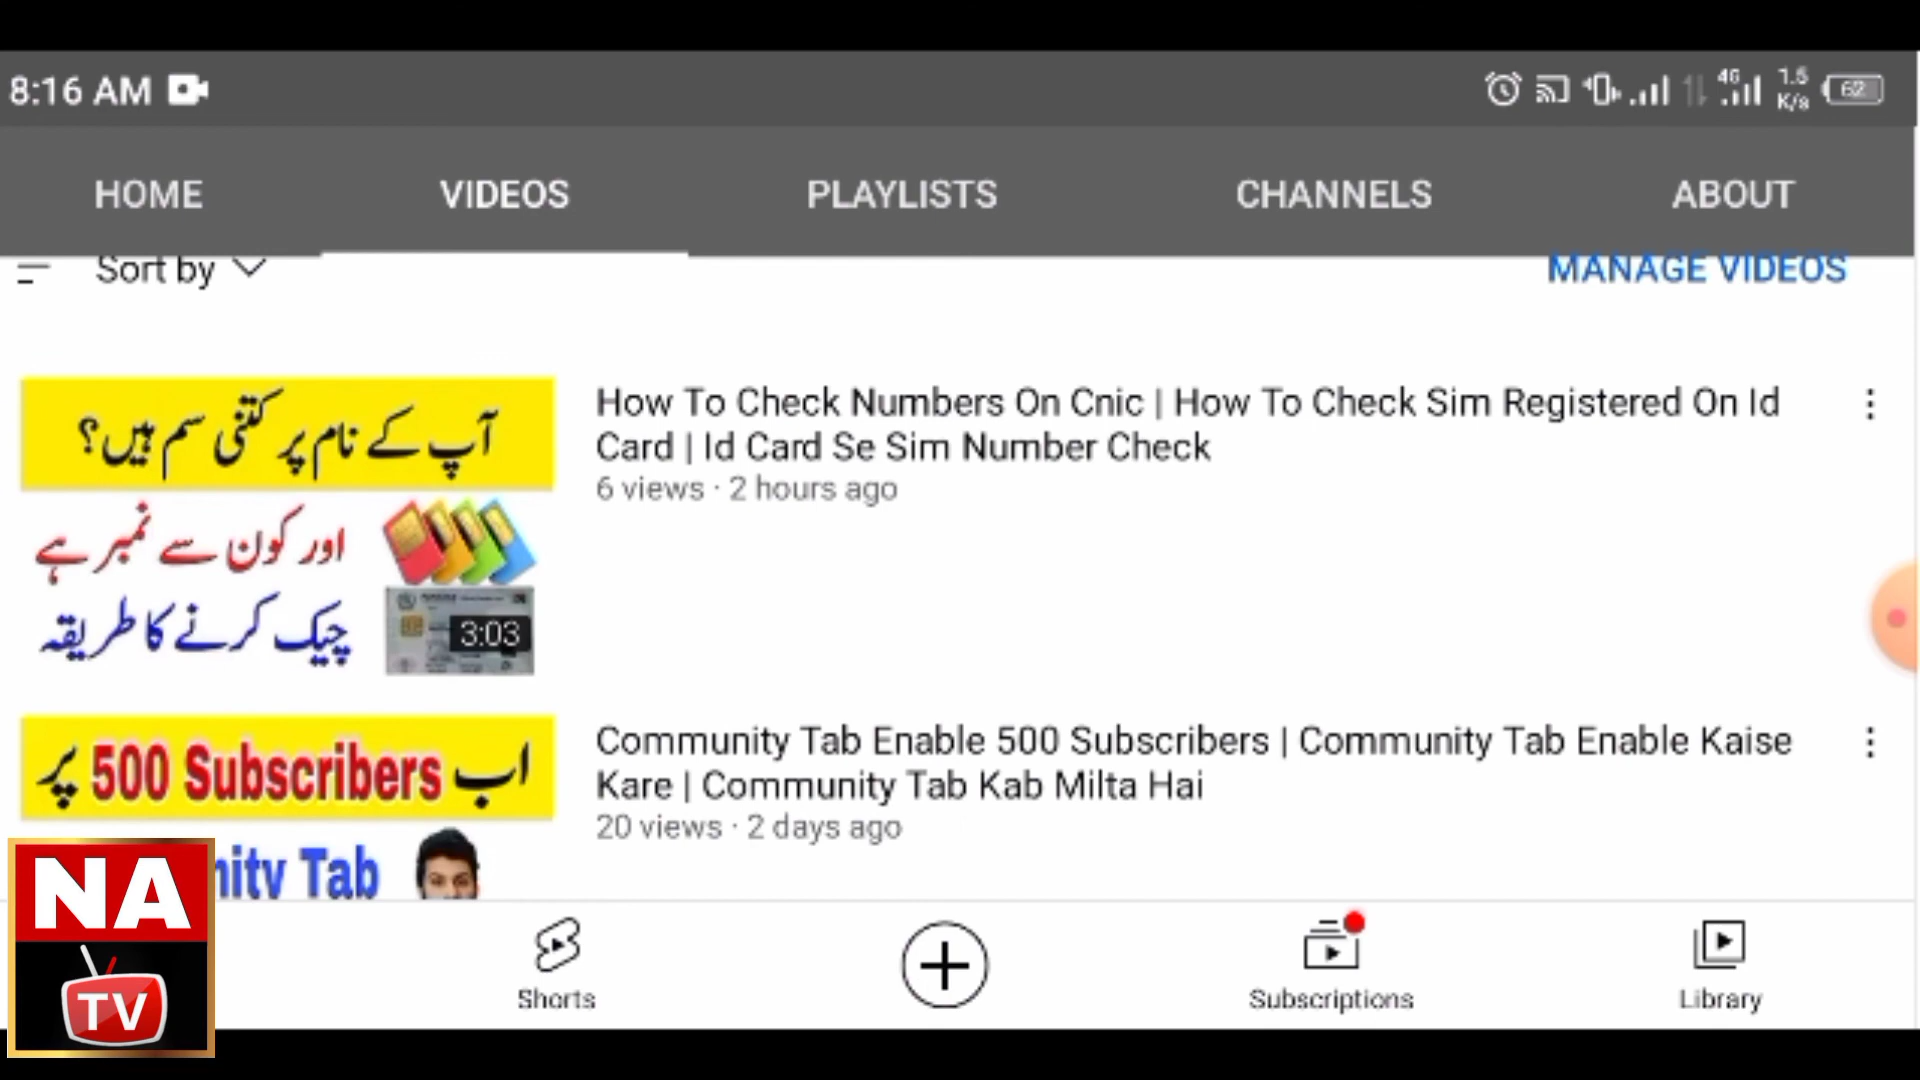 8:16 AM
4G
1.5
K/s
62
HOME
VIDEOS
PLAYLISTS
CHANNELS
ABOUT
Sort by
MANAGE VIDEOS
آپ کے نام پر کتنی سم ہیں؟
اور کون سے نمبر ہے
چیک کرنے کا طریقہ
3:03
How To Check Numbers On Cnic | How To Check Sim Registered On Id
Card | Id Card Se Sim Number Check
6 views · 2 hours ago
اب 500 Subscribers پر
nity Tab
Community Tab Enable 500 Subscribers | Community Tab Enable Kaise
Kare | Community Tab Kab Milta Hai
20 views · 2 days ago
NA
TV
Shorts
Subscriptions
Library